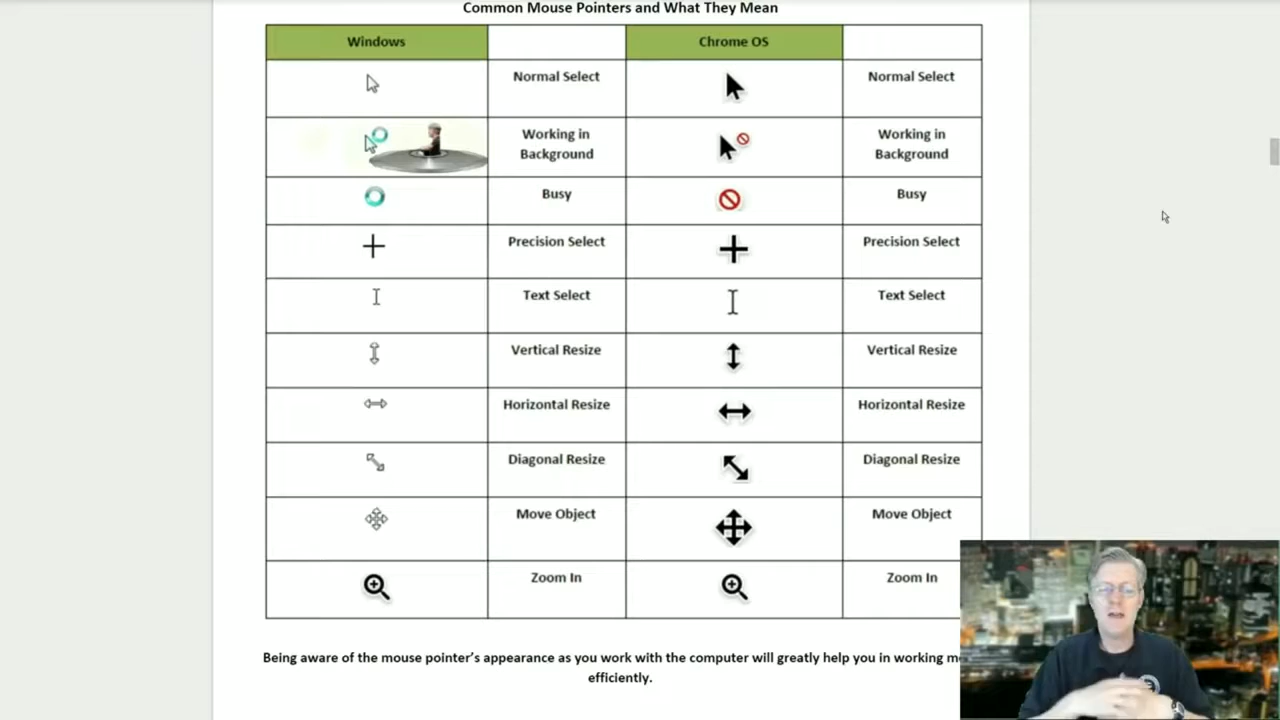 Common Mouse Pointers and What They Mean
Windows
Chrome OS
Normal Select
Normal Select
Working in
Background
Working in
Background
Busy
Busy
Precision Select
Precision Select
Text Select
Text Select
Vertical Resize
Vertical Resize
Horizontal Resize
Horizontal Resize
Diagonal Resize
Diagonal Resize
Move Object
Move Object
Zoom In
Zoom In
Being aware of the mouse pointer's appearance as you work with the computer will greatly help you in working
efficiently.